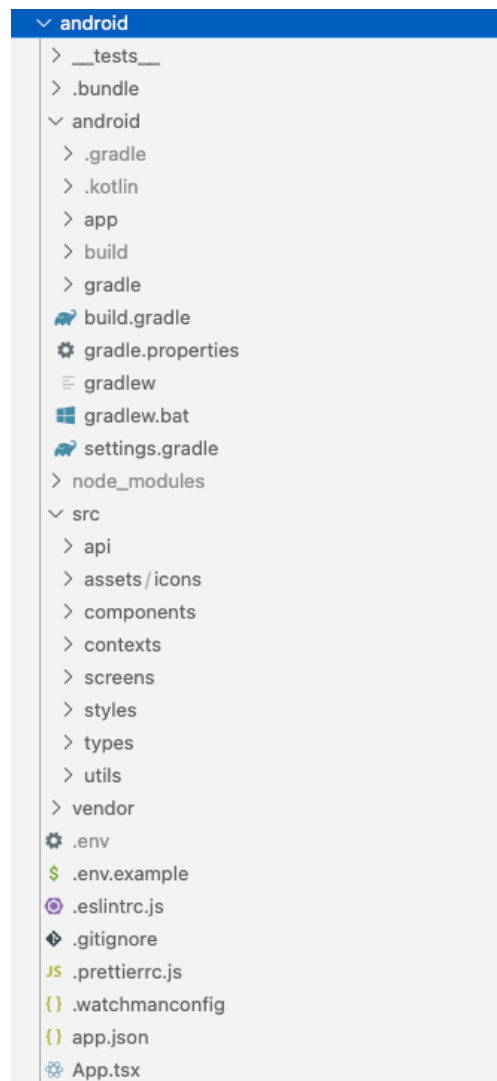 android
__tests__
.bundle
android
.gradle
.kotlin
app
build
gradle
build.gradle
gradle.properties
gradlew
gradlew.bat
settings.gradle
node_modules
src
api
assets/icons
components
contexts
screens
styles
types
utils
vendor
.env
$ .env.example
.eslintrc.js
.gitignore
JS .prettierrc.js
{} .watchmanconfig
{} app.json
App.tsx